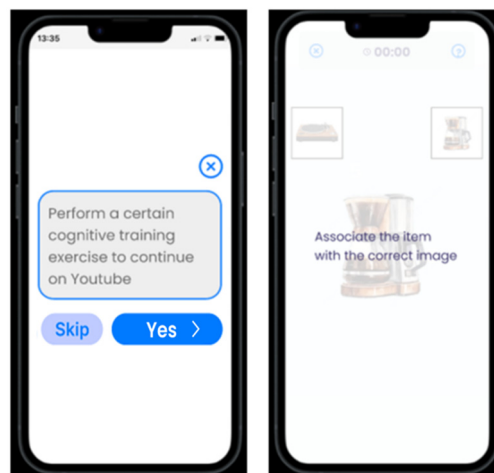 13:35
Perform a certain
cognitive training
exercise to continue
on Youtube
Skip
Yes
00:00
?
Associate the item
with the correct image